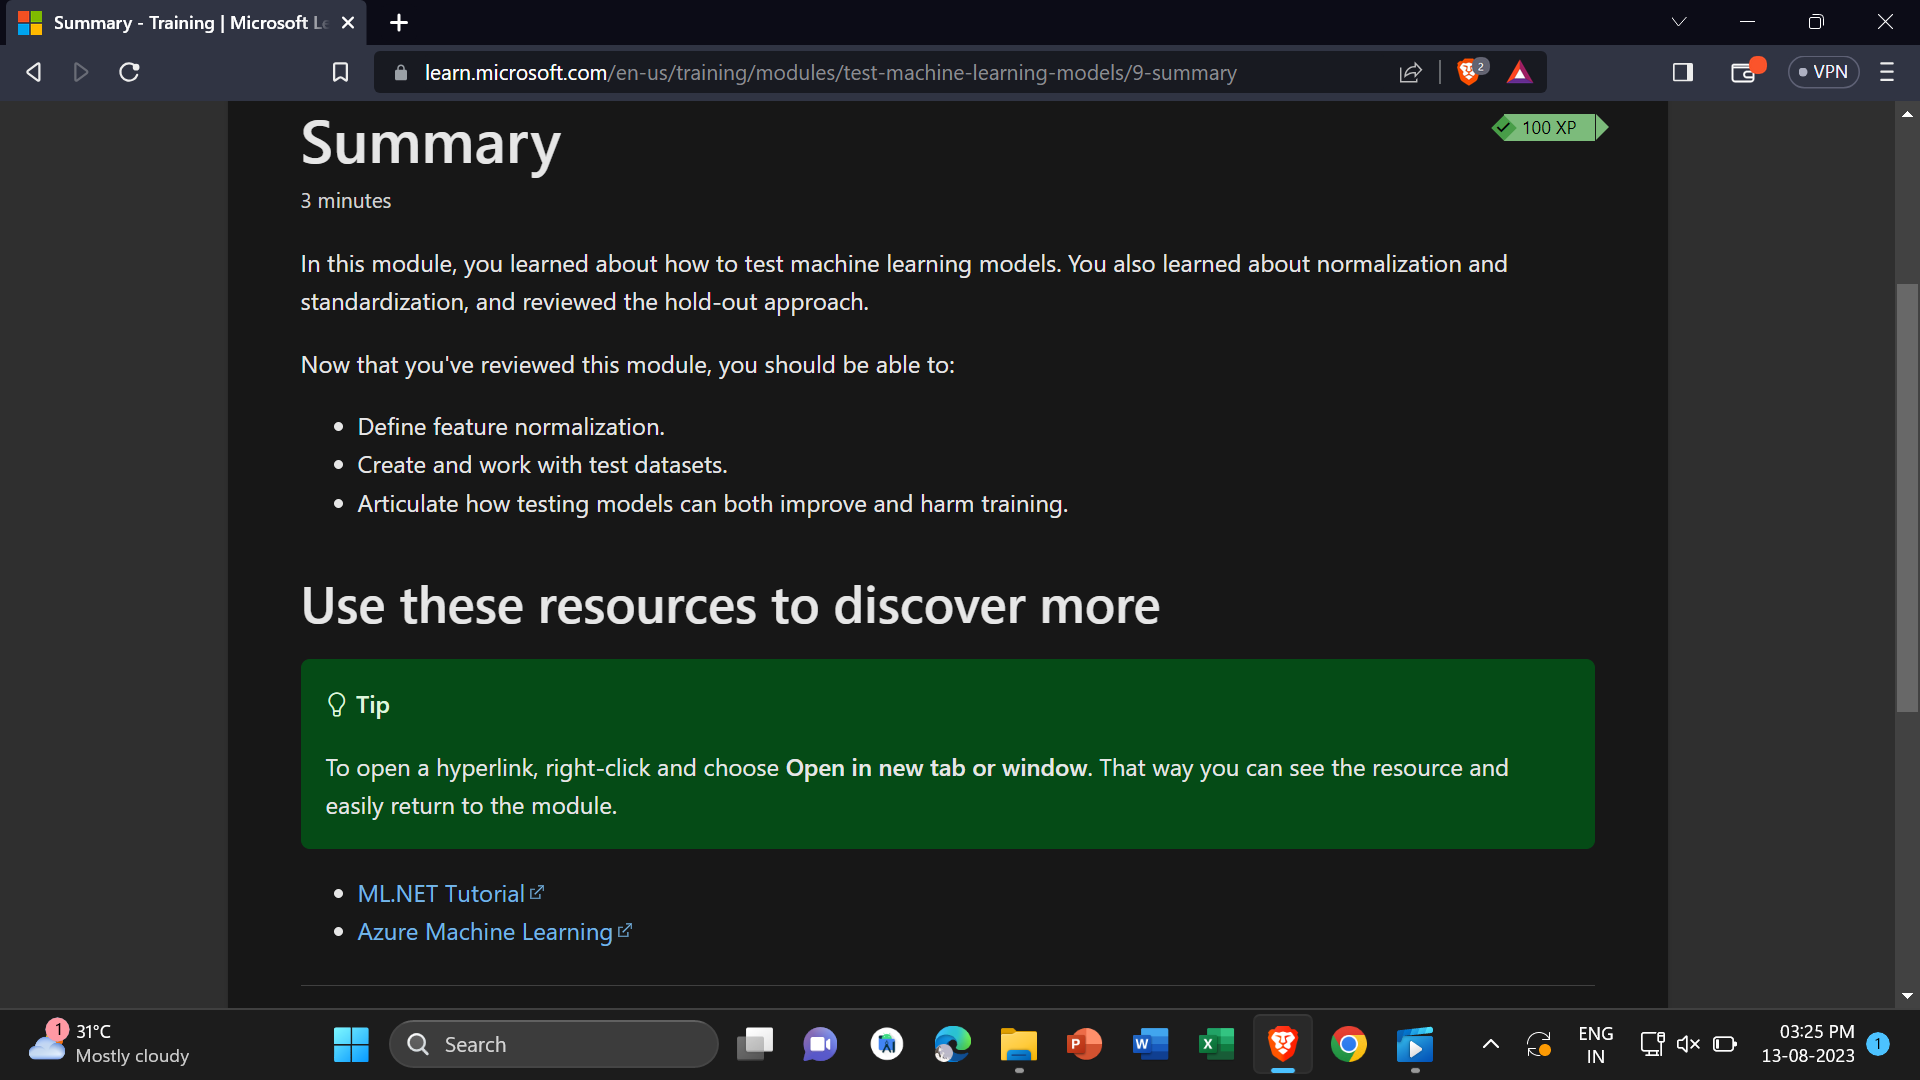 Summary - Training | Microsoft Le
learn.microsoft.com/en-us/training/modules/test-machine-learning-models/9-summary
2
VPN
Summary
100 XP
3 minutes
In this module, you learned about how to test machine learning models. You also learned about normalization and
standardization, and reviewed the hold-out approach.
Now that you've reviewed this module, you should be able to:
Define feature normalization.
Create and work with test datasets.
Articulate how testing models can both improve and harm training.
Use these resources to discover more
Tip
To open a hyperlink, right-click and choose Open in new tab or window. That way you can see the resource and
easily return to the module.
ML.NET Tutorial
Azure Machine Learning
1
31°C
Mostly cloudy
Search
AI
P
W
X
ENG
IN
03:25 PM
13-08-2023
1